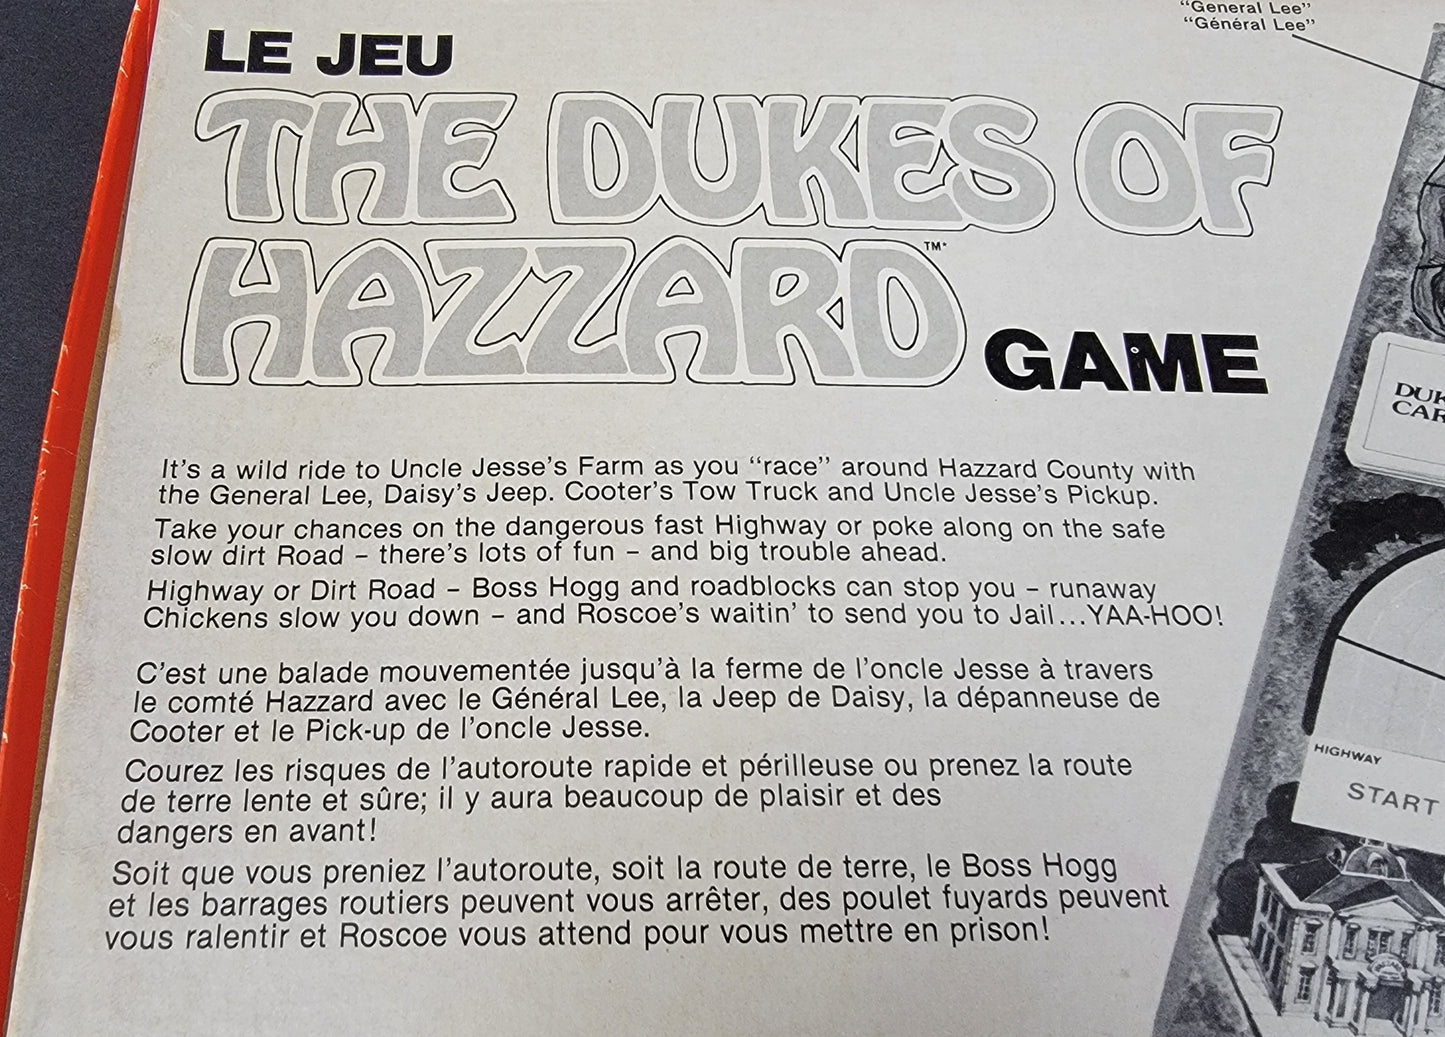 "General Lee"
"Général Lee"
LE JEU
THE DUKES OF
HAZZARD™* GAME
It's a wild ride to Uncle Jesse's Farm as you "race" around Hazzard County with
the General Lee, Daisy's Jeep. Cooter's Tow Truck and Uncle Jesse's Pickup.
Take your chances on the dangerous fast Highway or poke along on the safe
slow dirt Road – there's lots of fun – and big trouble ahead.
Highway or Dirt Road – Boss Hogg and roadblocks can stop you – runaway
Chickens slow you down – and Roscoe's waitin' to send you to Jail...YAA-HOO!
C'est une balade mouvementée jusqu'à la ferme de l'oncle Jesse à travers
le comté Hazzard avec le Général Lee, la Jeep de Daisy, la dépanneuse de
Cooter et le Pick-up de l'oncle Jesse.
Courez les risques de l'autoroute rapide et périlleuse ou prenez la route
de terre lente et sûre; il y aura beaucoup de plaisir et des
dangers en avant!
Soit que vous preniez l'autoroute, soit la route de terre, le Boss Hogg
et les barrages routiers peuvent vous arrêter, des poulet fuyards peuvent
vous ralentir et Roscoe vous attend pour vous mettre en prison!
DUK
CAR
HIGHWAY
START